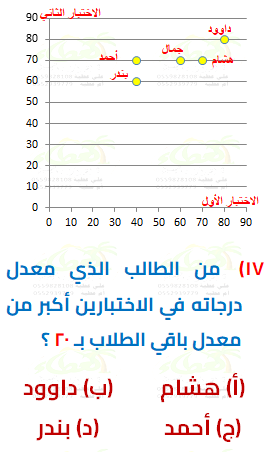 الاختبار الثاني
90
80
70
60
50
40
30
20
10
0
داوود
جمال
أحمد
هشام
بندر
الاختبار الأول
0 10 20 30 40 50 60 70 80 90
١٧) من الطالب الذي معدل
درجاته في الاختبارين أكبر من
معدل باقي الطلاب بـ ٢٠ ؟
(أ) هشام (ب) داوود
(ج) أحمد (د) بندر